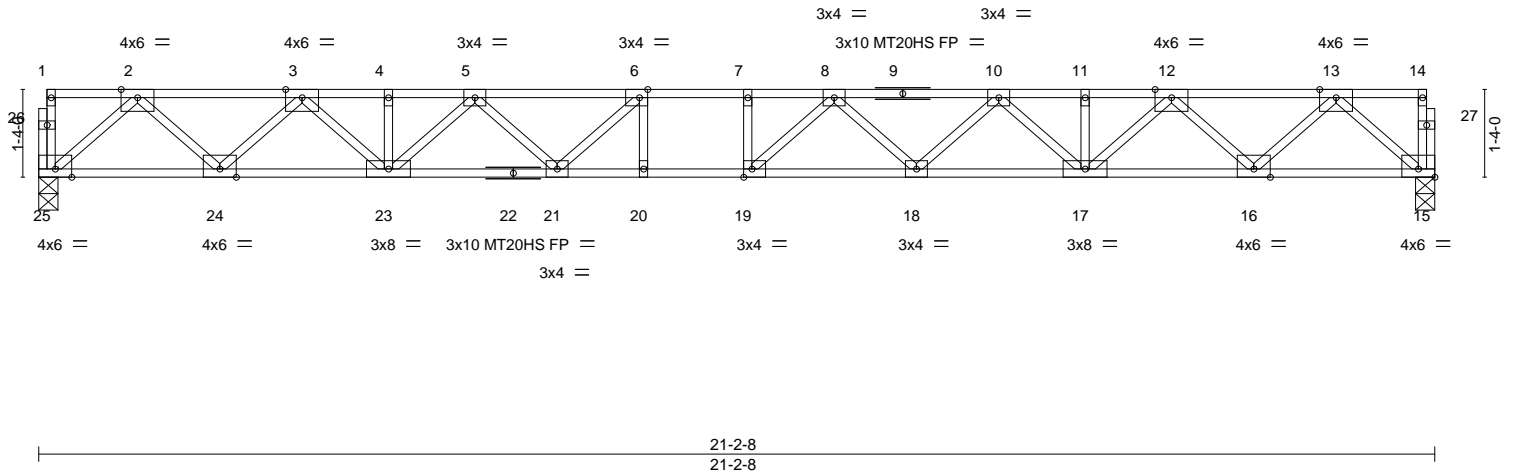 3x4 = 3x4 =
4x6 = 4x6 = 3x4 = 3x4 = 3x10 MT20HS FP = 4x6 = 4x6 =
1 2 3 4 5 6 7 8 9 10 11 12 13 14
26 27
1-4-0 1-4-0
25 24 23 22 21 20 19 18 17 16 15
4x6 = 4x6 = 3x8 = 3x10 MT20HS FP = 3x4 = 3x4 = 3x8 = 4x6 = 4x6 =
3x4 =
21-2-8
21-2-8